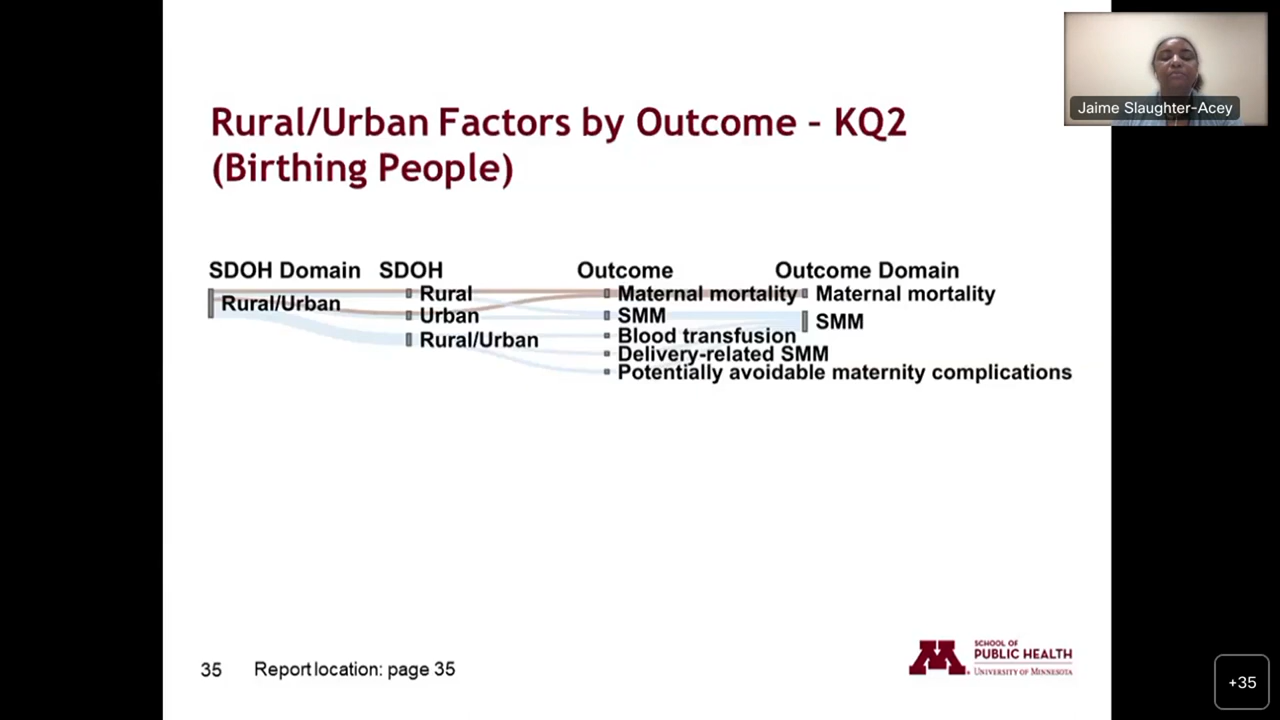 Jaime Slaughter-Acey
Rural/Urban Factors by Outcome – KQ2
(Birthing People)
SDOH Domain SDOH Outcome Outcome Domain
Rural/Urban
Rural
Urban
Rural/Urban
Maternal mortality
SMM
Blood transfusion
Delivery-related SMM
Potentially avoidable maternity complications
Maternal mortality
SMM
35 Report location: page 35
SCHOOL OF
PUBLIC HEALTH
UNIVERSITY OF MINNESOTA
+35